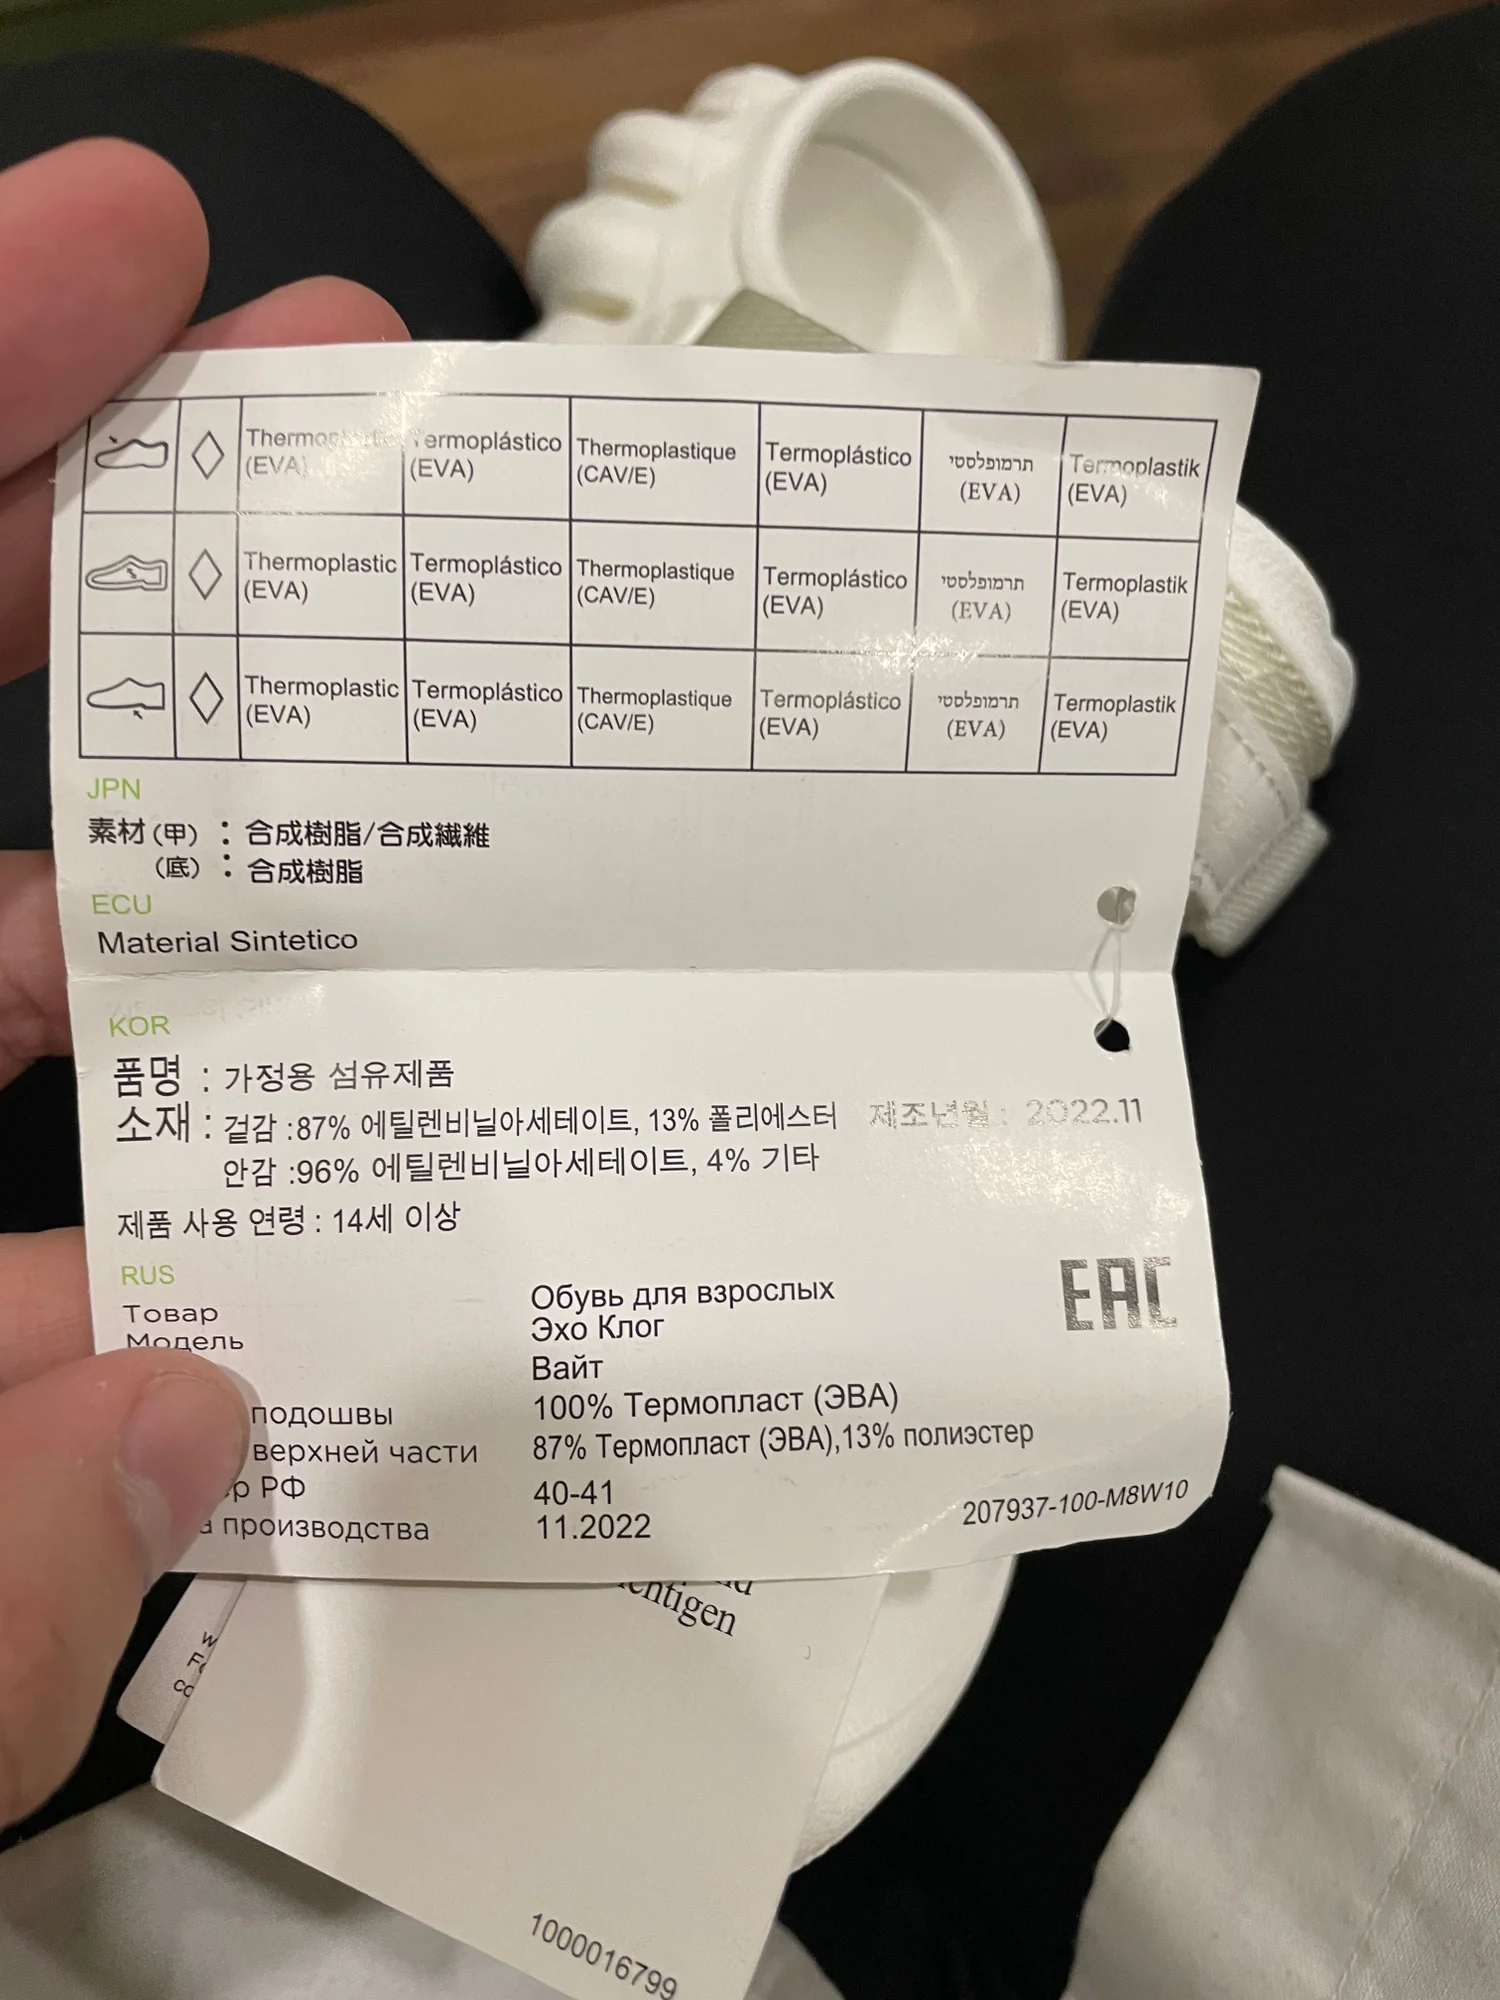 Thermoplastic (EVA) Termoplástico (EVA) Thermoplastique (CAV/E) Termoplástico (EVA) תרמופלסטי (EVA) Termoplastik (EVA)
Thermoplastic (EVA) Termoplástico (EVA) Thermoplastique (CAV/E) Termoplástico (EVA) תרמופלסטי (EVA) Termoplastik (EVA)
Thermoplastic (EVA) Termoplástico (EVA) Thermoplastique (CAV/E) Termoplástico (EVA) תרמופלסטי (EVA) Termoplastik (EVA)
JPN
素材(甲) : 合成樹脂/合成繊維
(底) : 合成樹脂
ECU
Material Sintetico
KOR
품명 : 가정용 섬유제품
소재 : 겉감 :87% 에틸렌비닐아세테이트, 13% 폴리에스터 제조년월 : 2022.11
안감 :96% 에틸렌비닐아세테이트, 4% 기타
제품 사용 연령 : 14세 이상
RUS
Товар Обувь для взрослых
Модель Эхо Клог
Вайт
подошвы 100% Термопласт (ЭВА)
верхней части 87% Термопласт (ЭВА),13% полиэстер
РФ 40-41
производства 11.2022
EAC
207937-100-M8W10
1000016799